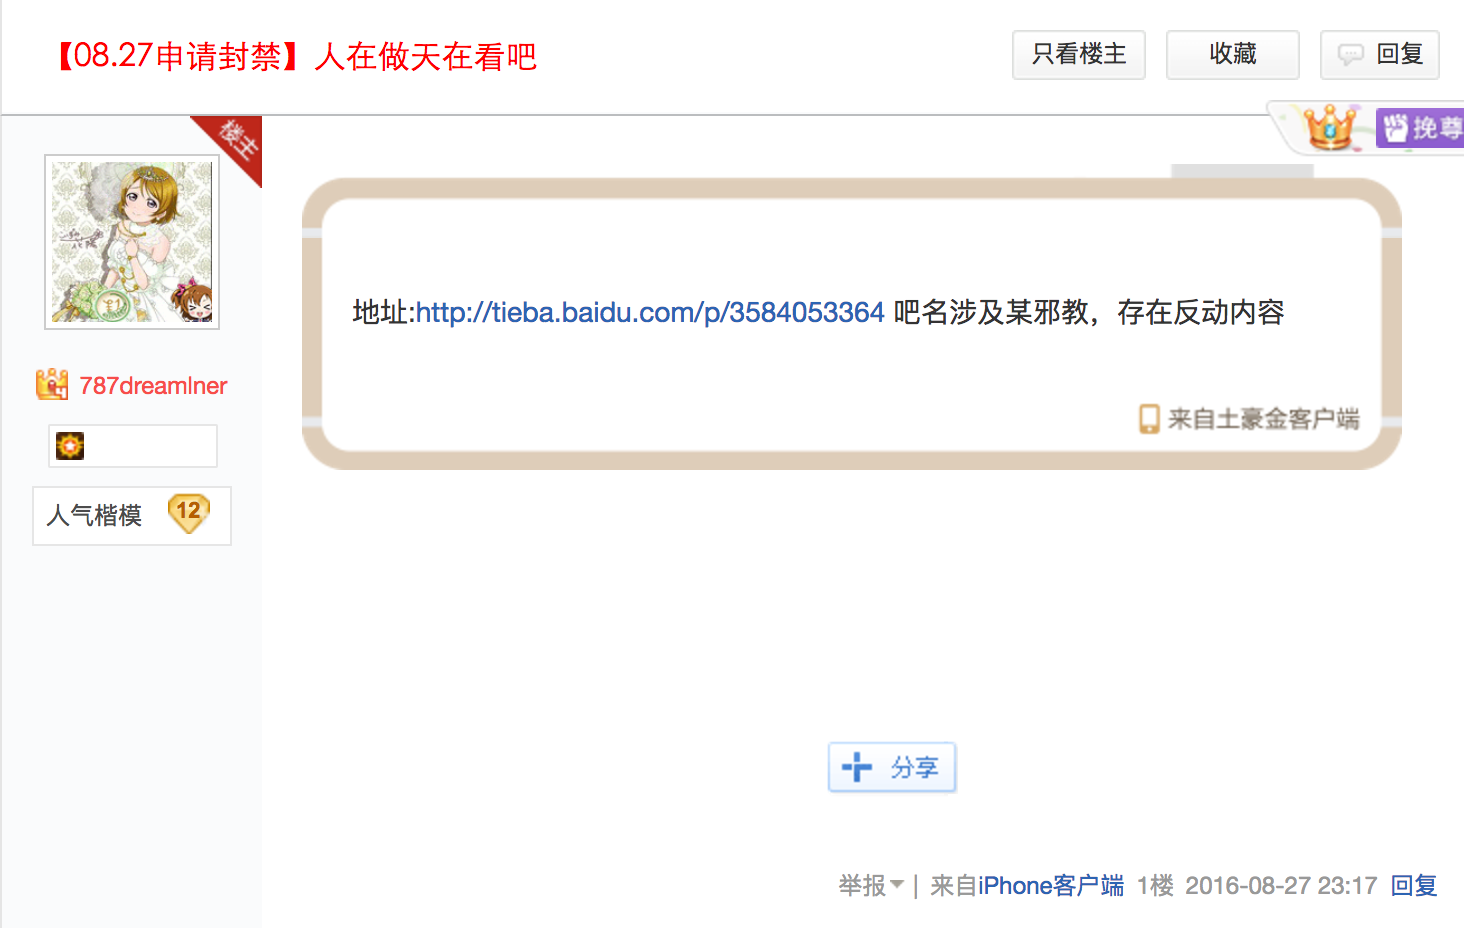 【08.27申请封禁】人在做天在看吧
只看楼主
收藏
回复
挽尊
楼主
787dreamlner
人气楷模 12
地址:http://tieba.baidu.com/p/3584053364 吧名涉及某邪教，存在反动内容
来自土豪金客户端
分享
举报 | 来自iPhone客户端 1楼 2016-08-27 23:17 回复